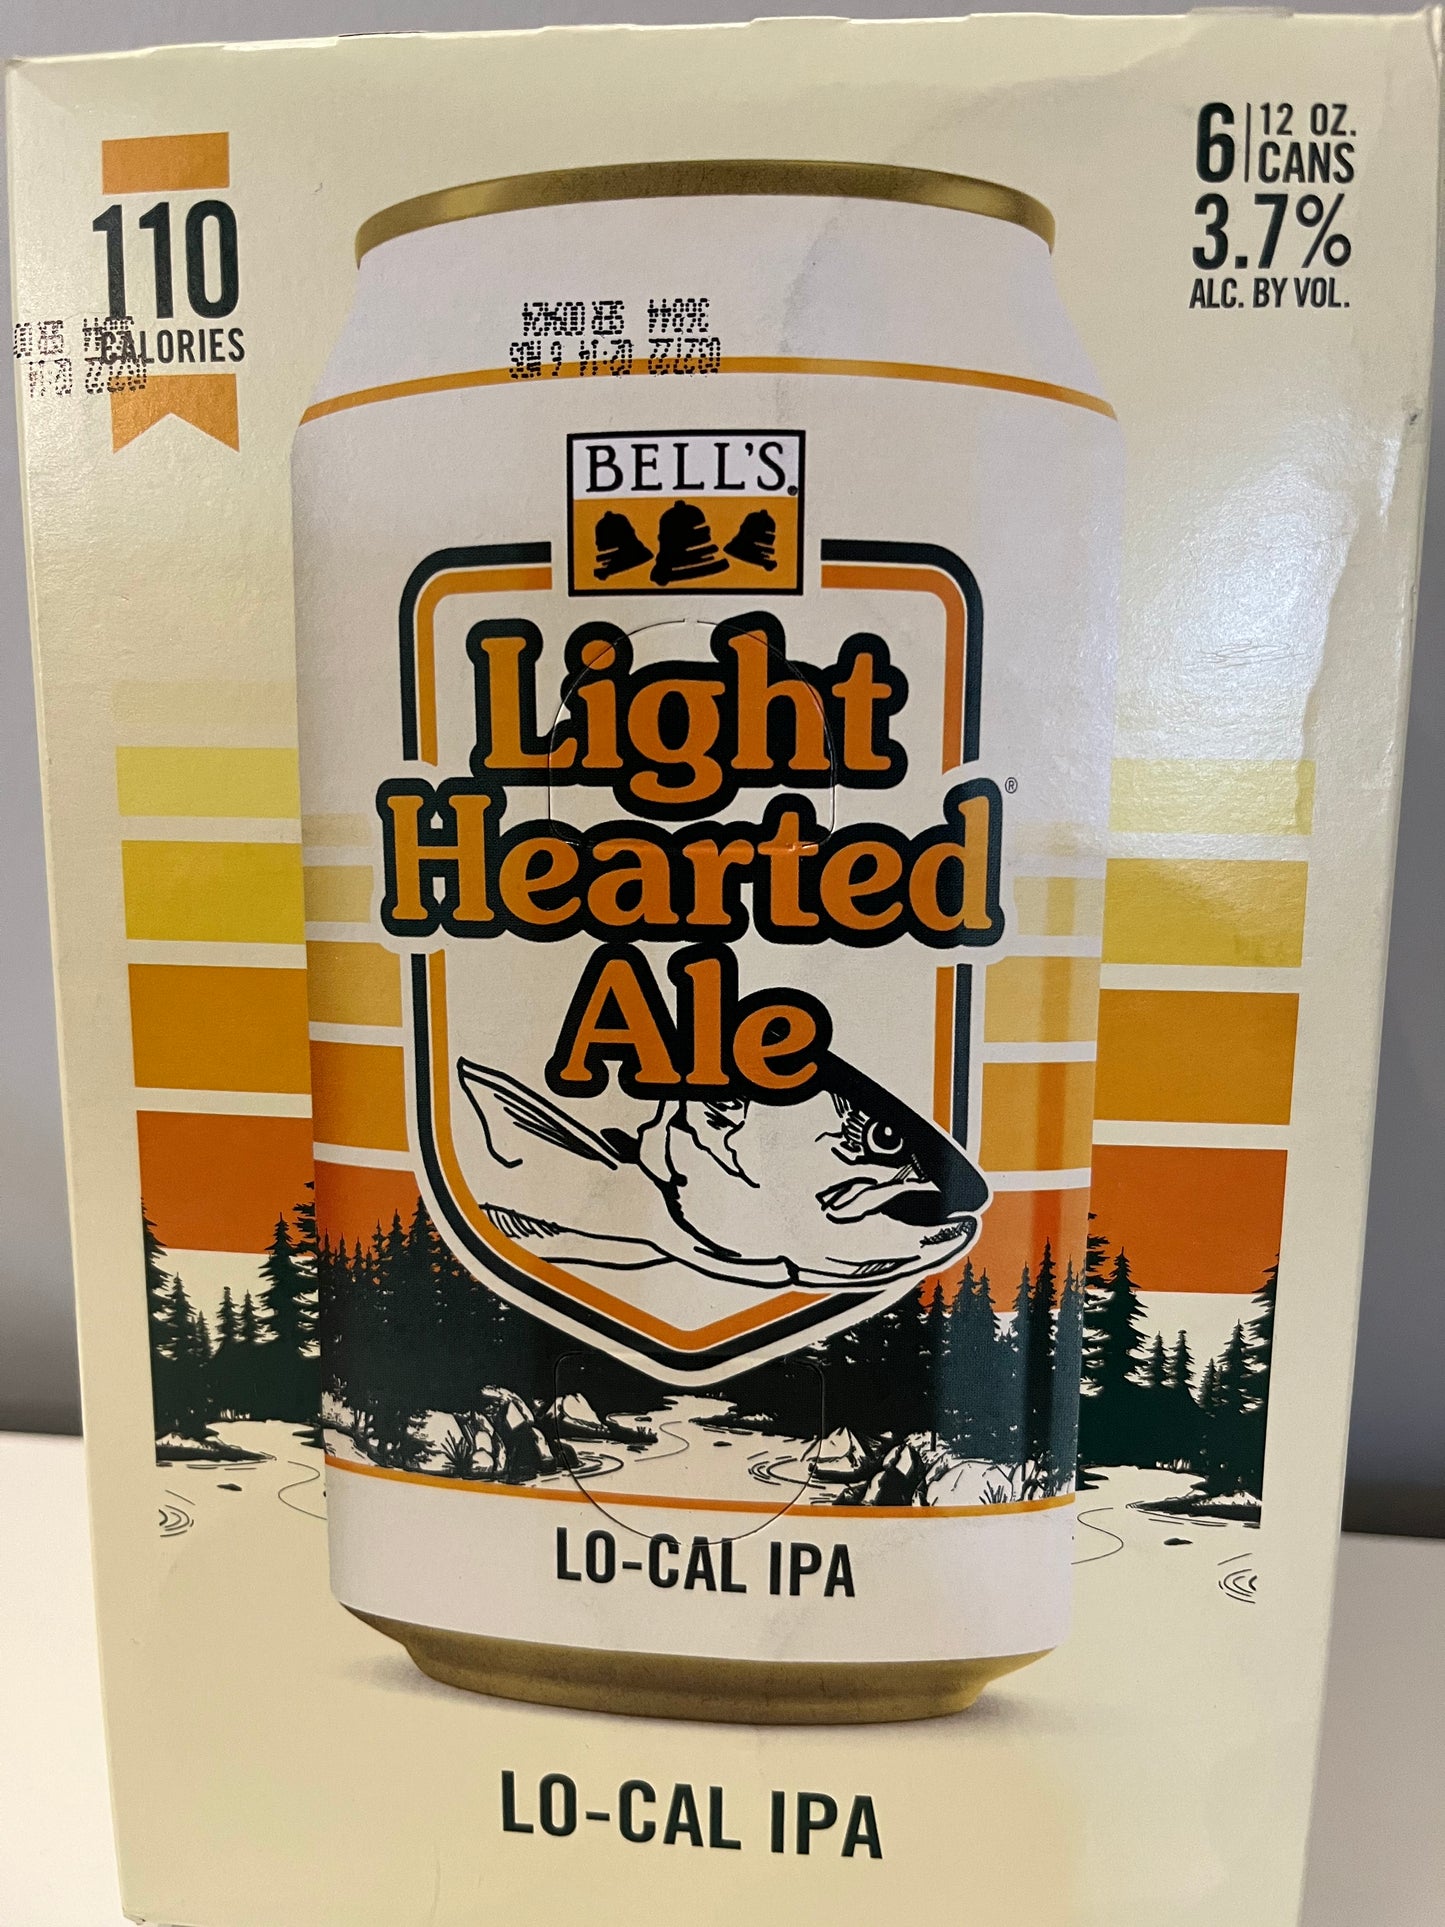 110
CALORIES
6 12 OZ.
CANS
3.7%
ALC. BY VOL.
BELL'S®
Light
Hearted®
Ale
LO-CAL IPA
LO-CAL IPA